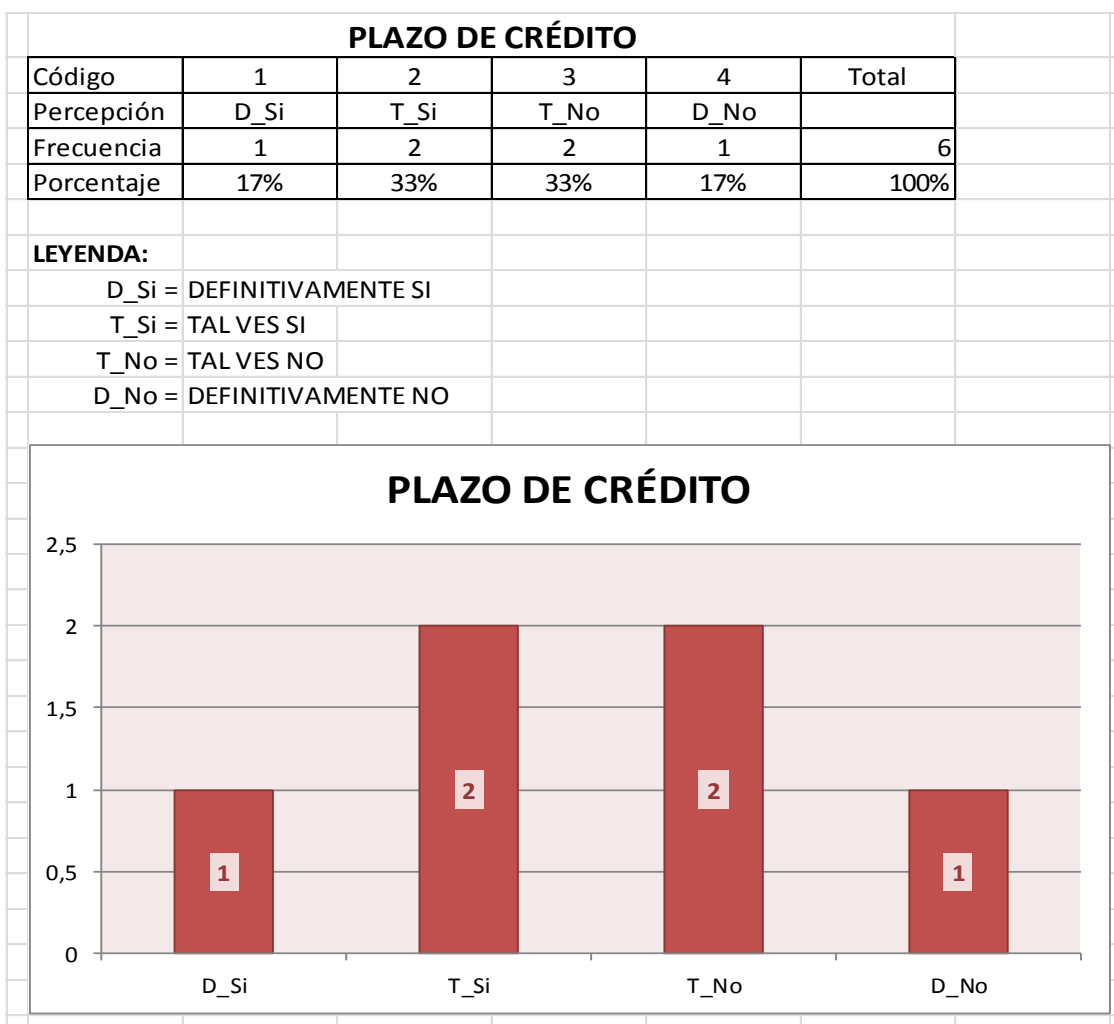 PLAZO DE CRÉDITO
Código 1 2 3 4 Total
Percepción D_Si T_Si T_No D_No
Frecuencia 1 2 2 1 6
Porcentaje 17% 33% 33% 17% 100%
LEYENDA:
D_Si = DEFINITIVAMENTE SI
T_Si = TAL VES SI
T_No = TAL VES NO
D_No = DEFINITIVAMENTE NO
PLAZO DE CRÉDITO
2,5
2
1,5
1
0,5
0
1 2 2 1
D_Si T_Si T_No D_No